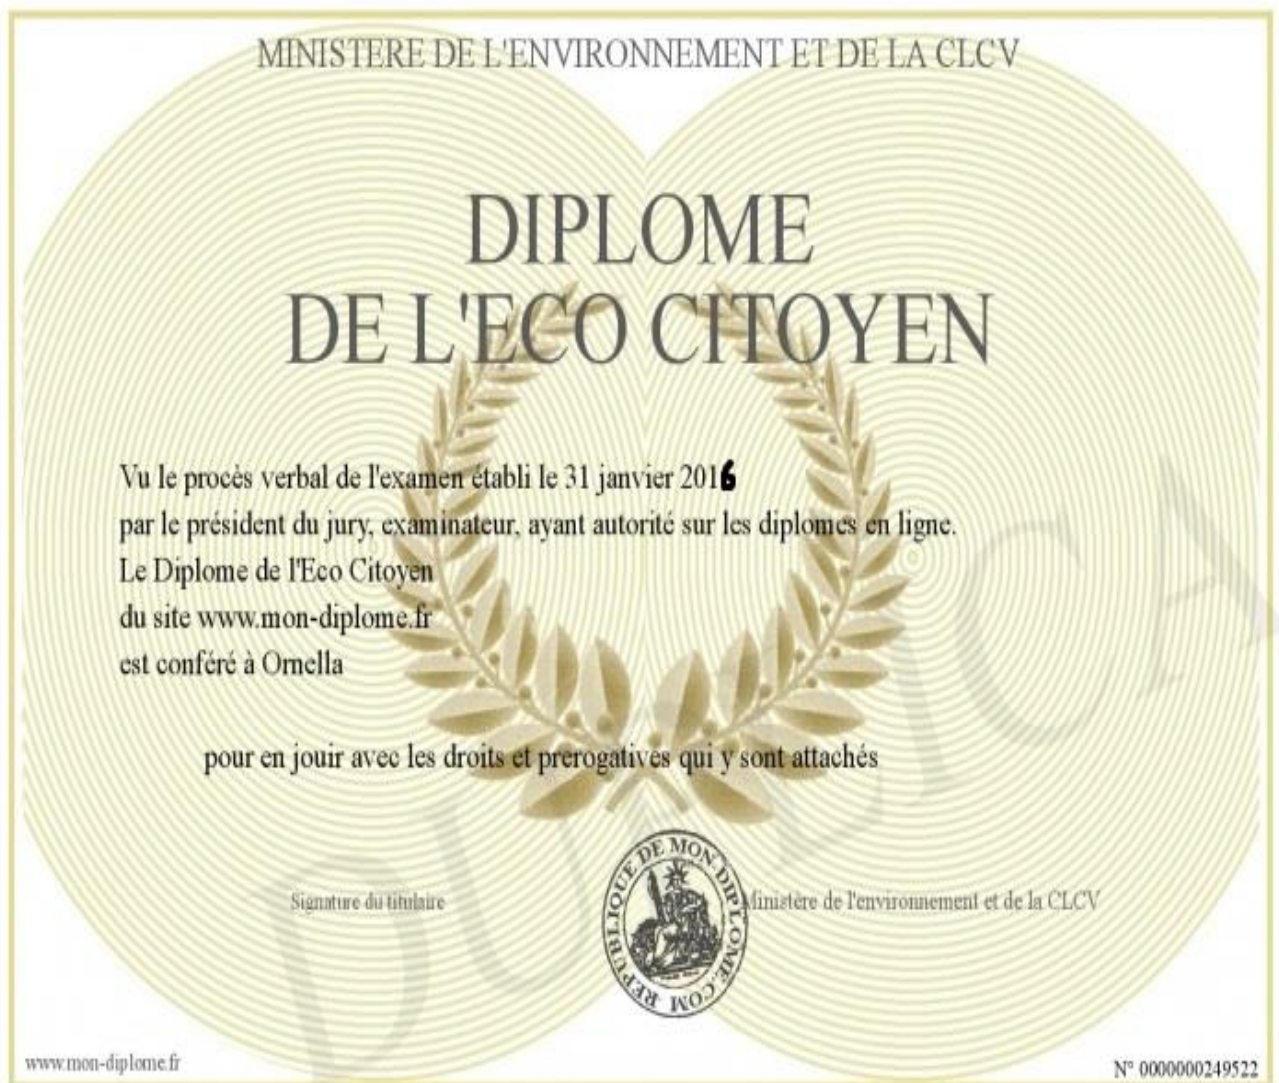 MINISTERE DE L'ENVIRONNEMENT ET DE LA CLCV
DIPLOME
DE L'ECO CITOYEN
Vu le procès verbal de l'examen établi le 31 janvier 2016
par le président du jury, examinateur, ayant autorité sur les diplomes en ligne.
Le Diplome de l'Eco Citoyen
du site www.mon-diplome.fr
est conféré à Ornella
pour en jouir avec les droits et prerogatives qui y sont attachés
DUPLICA
REPUBLIQUE DE MON-DIPLOME.COM
Signature du titulaire
Ministère de l'environnement et de la CLCV
www.mon-diplome.fr
N° 0000000249522